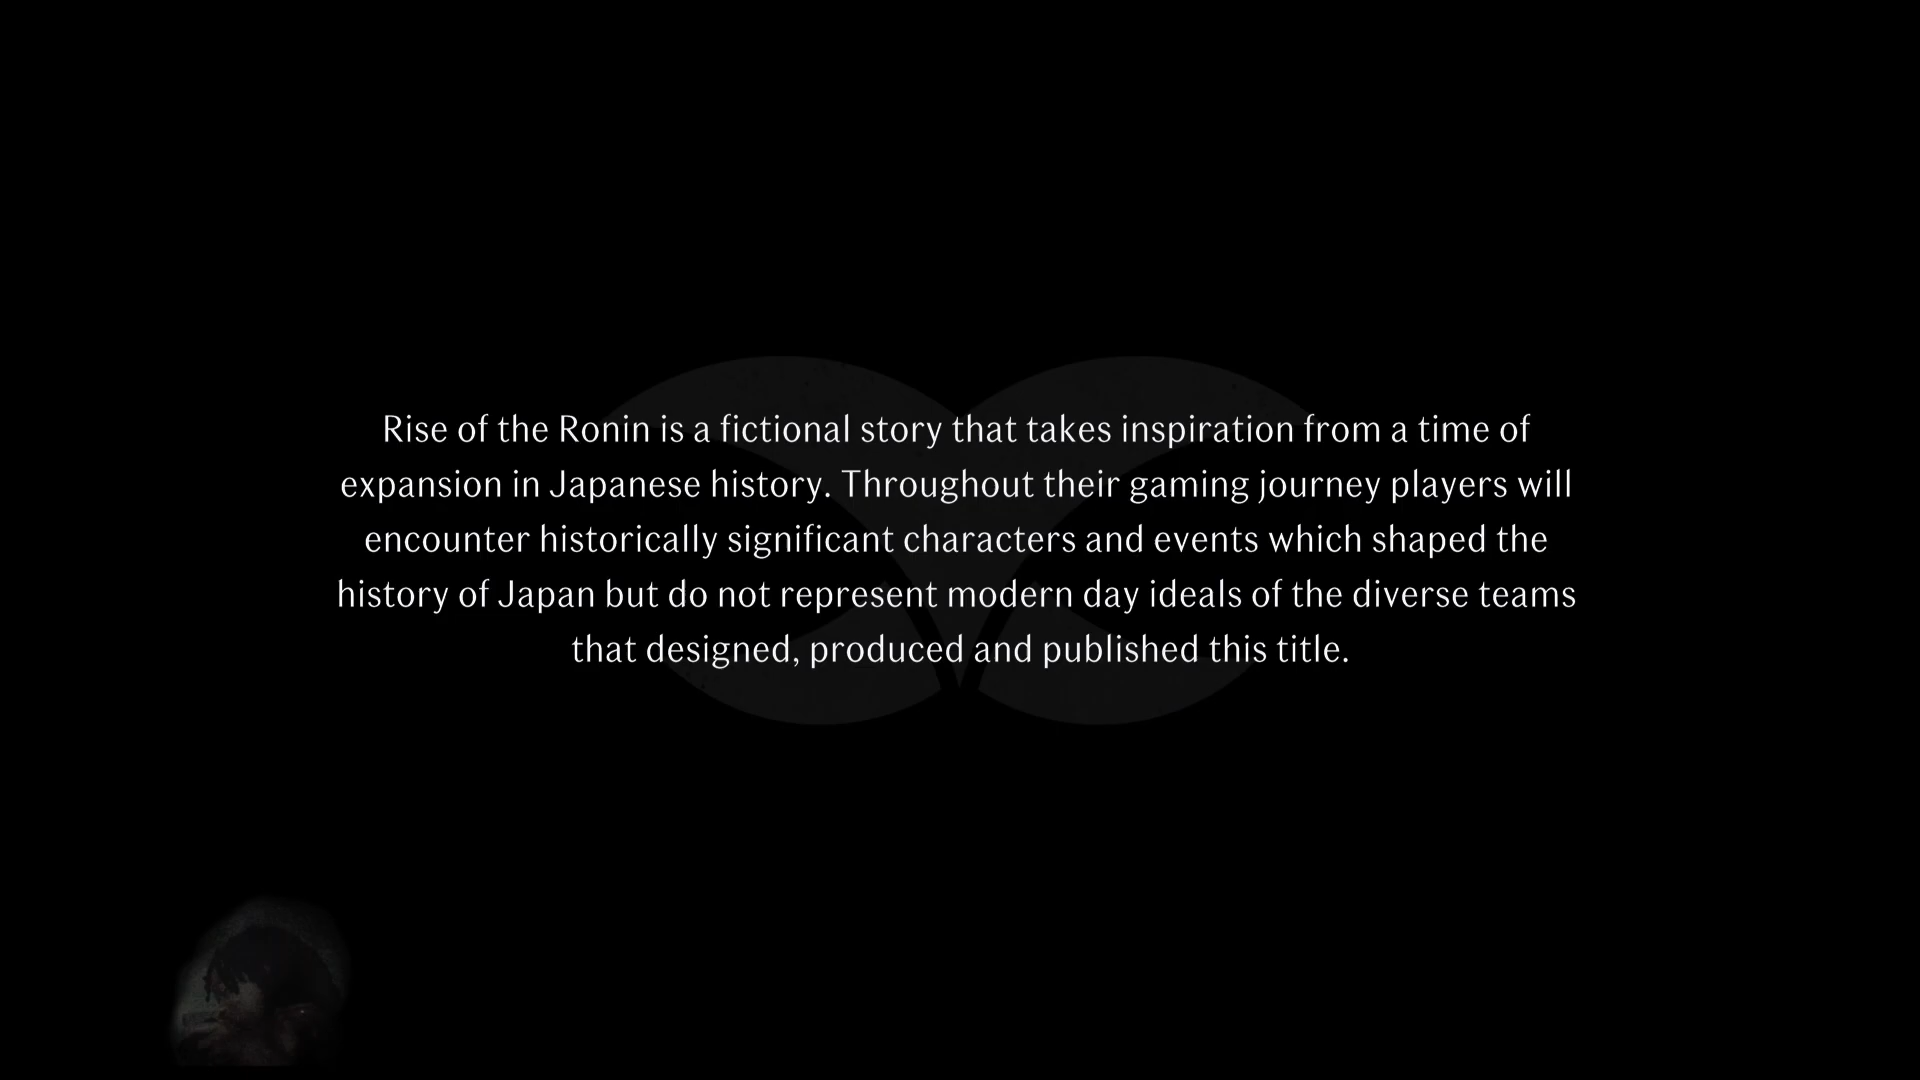 Rise of the Ronin is a fictional story that takes inspiration from a time of
expansion in Japanese history. Throughout their gaming journey players will
encounter historically significant characters and events which shaped the
history of Japan but do not represent modern day ideals of the diverse teams
that designed, produced and published this title.